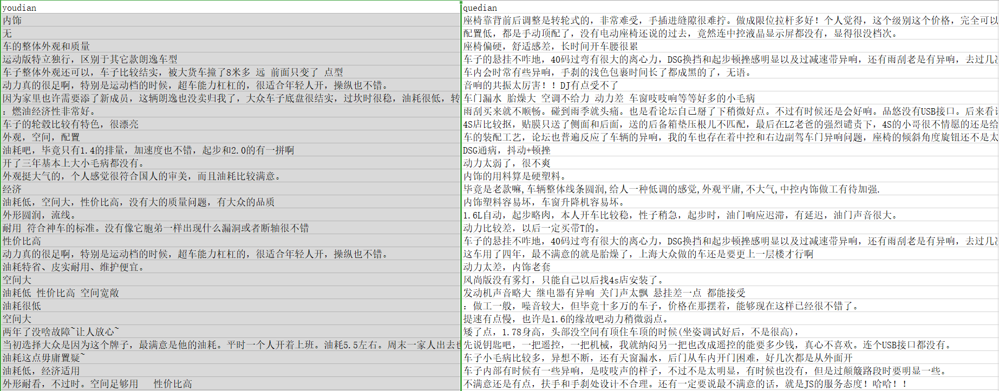 youdian quedian
内饰 座椅靠背前后调整是转轮式的，非常难受，手插进缝隙很难拧。做成限位拉杆多好！个人觉得，这个级别这个价格，完全可以
无 配置低，都是手动顶配了，没有电动座椅还说的过去，竟然连中控液晶显示屏都没有，显得很没档次。
车的整体外观和质量 座椅偏硬，舒适感差，长时间开车腰很累
运动版特立独行，区别于其它款朗逸车型 车子的悬挂不咋地，40码过弯有很大的离心力，DSG换挡和起步顿挫感明显以及过减速带异响，还有雨刮老是有异响，去过几
车子整体外观还可以，车子比较结实，被大货车撞了8米多 远 前面只变了 点型 车内会时常有些异响，手刹的浅色包裹时间长了都成黑的了，无语。
动力真的很足啊，特别是运动档的时候，超车能力杠杠的，很适合年轻人开，操纵也不错。 音响的共振太厉害！！DJ有点受不了
因为家里也许需要添了新成员，这辆朗逸也没卖归我了，大众车子底盘很结实，过坎时很稳，油耗很低，转 车门漏水 胎燥大 空调不给力 动力差 车窗吱吱响等等好多的小毛病
：燃油经济性非常好。 雨刮买来就不顺畅。碰到雨季就头痛。也是看论坛自己掰了下稍微好点。不过有时候还是会好响。品悠没有USB接口。后来看
车子的轮毂比较有特色，很漂亮 4S店比较抠，贴膜只送了侧面和后面，送的后备箱垫压根儿不匹配，最后在LZ老爸的强烈谴责下，4S的小哥很不情愿的还是给
外观，空间，配置 车的装配工艺，论坛也普遍反应了车辆的异响，我的车也存在着中控和右边副驾车门异响问题，座椅的倾斜角度旋钮还不是太
油耗吧，毕竟只有1.4的排量，加速度也不错，起步和2.0的有一拼啊 DSG通病，抖动+顿挫
开了三年基本上大小毛病都没有。 动力太弱了，很不爽
外观挺大气的，个人感觉很符合国人的审美，而且油耗比较满意。 内饰的用料算是硬塑料。
经济 毕竟是老款嘛,车辆整体线条圆润,给人一种低调的感觉,外观平庸,不大气,中控内饰做工有待加强.
油耗低，空间大，性价比高，没有大的质量问题，有大众的品质 内饰塑料容易坏，车窗升降机容易坏。
外形圆润，流线。 1.6L自动，起步略肉，本人开车比较稳，性子稍急，起步时，油门响应迟滞，有延迟，油门声音很大。
耐用 符合神车的标准。没有像它胞弟一样出现什么漏洞或者断轴很不错 动力比较差，以后一定买带T的。
性价比高 车子的悬挂不咋地，40码过弯有很大的离心力，DSG换挡和起步顿挫感明显以及过减速带异响，还有雨刮老是有异响，去过几
动力真的很足啊，特别是运动档的时候，超车能力杠杠的，很适合年轻人开，操纵也不错。 这车用了四年，最不满意的就是胎燥了，上海大众做的车还是要更上一层楼才行啊
油耗特省、皮实耐用、维护便宜。 动力太差，内饰老套
空间大 风尚版没有雾灯，只能自己以后找4s店安装了。
油耗低 性价比高 空间宽敞 发动机声音略大 继电器有异响 关门声太飘 悬挂差一点 都能接受
油耗很低 ：做工一般，噪音较大，但毕竟十多万的车子，价格在那摆着，能够现在这样已经很不错了。
空间大 提速有点慢，也许是1.6的缘故吧动力稍微弱点。
两年了没啥故障~让人放心~ 矮了点，1.78身高，头部没空间有顶住车顶的时候(坐姿调试好后，不是很高)，
当初选择大众是因为这个牌子，最满意是他的油耗。平时一个人开着上班。油耗5.5左右。周末一家人出去也 先说钥匙吧，一把遥控，一把机械，我就纳闷另一把也改成遥控的能要多少钱，真心不喜欢。连个USB接口都没有。
油耗这点毋庸置疑~ 车子小毛病比较多，异想不断，还有天窗漏水，后门从车内开门困难，好几次都是从外面开
油耗低，经济适用 车子内部有时候有一些异响，是吱吱声的样子，不过不是太明显，有时候也没有，但是过颠簸路段时要明显一些。
外形耐看，不过时。空间足够用 性价比高 不满意还是有点，扶手和手刹处设计不合理。还有一定要说最不满意的话，就是JS的服务态度！哈哈！！